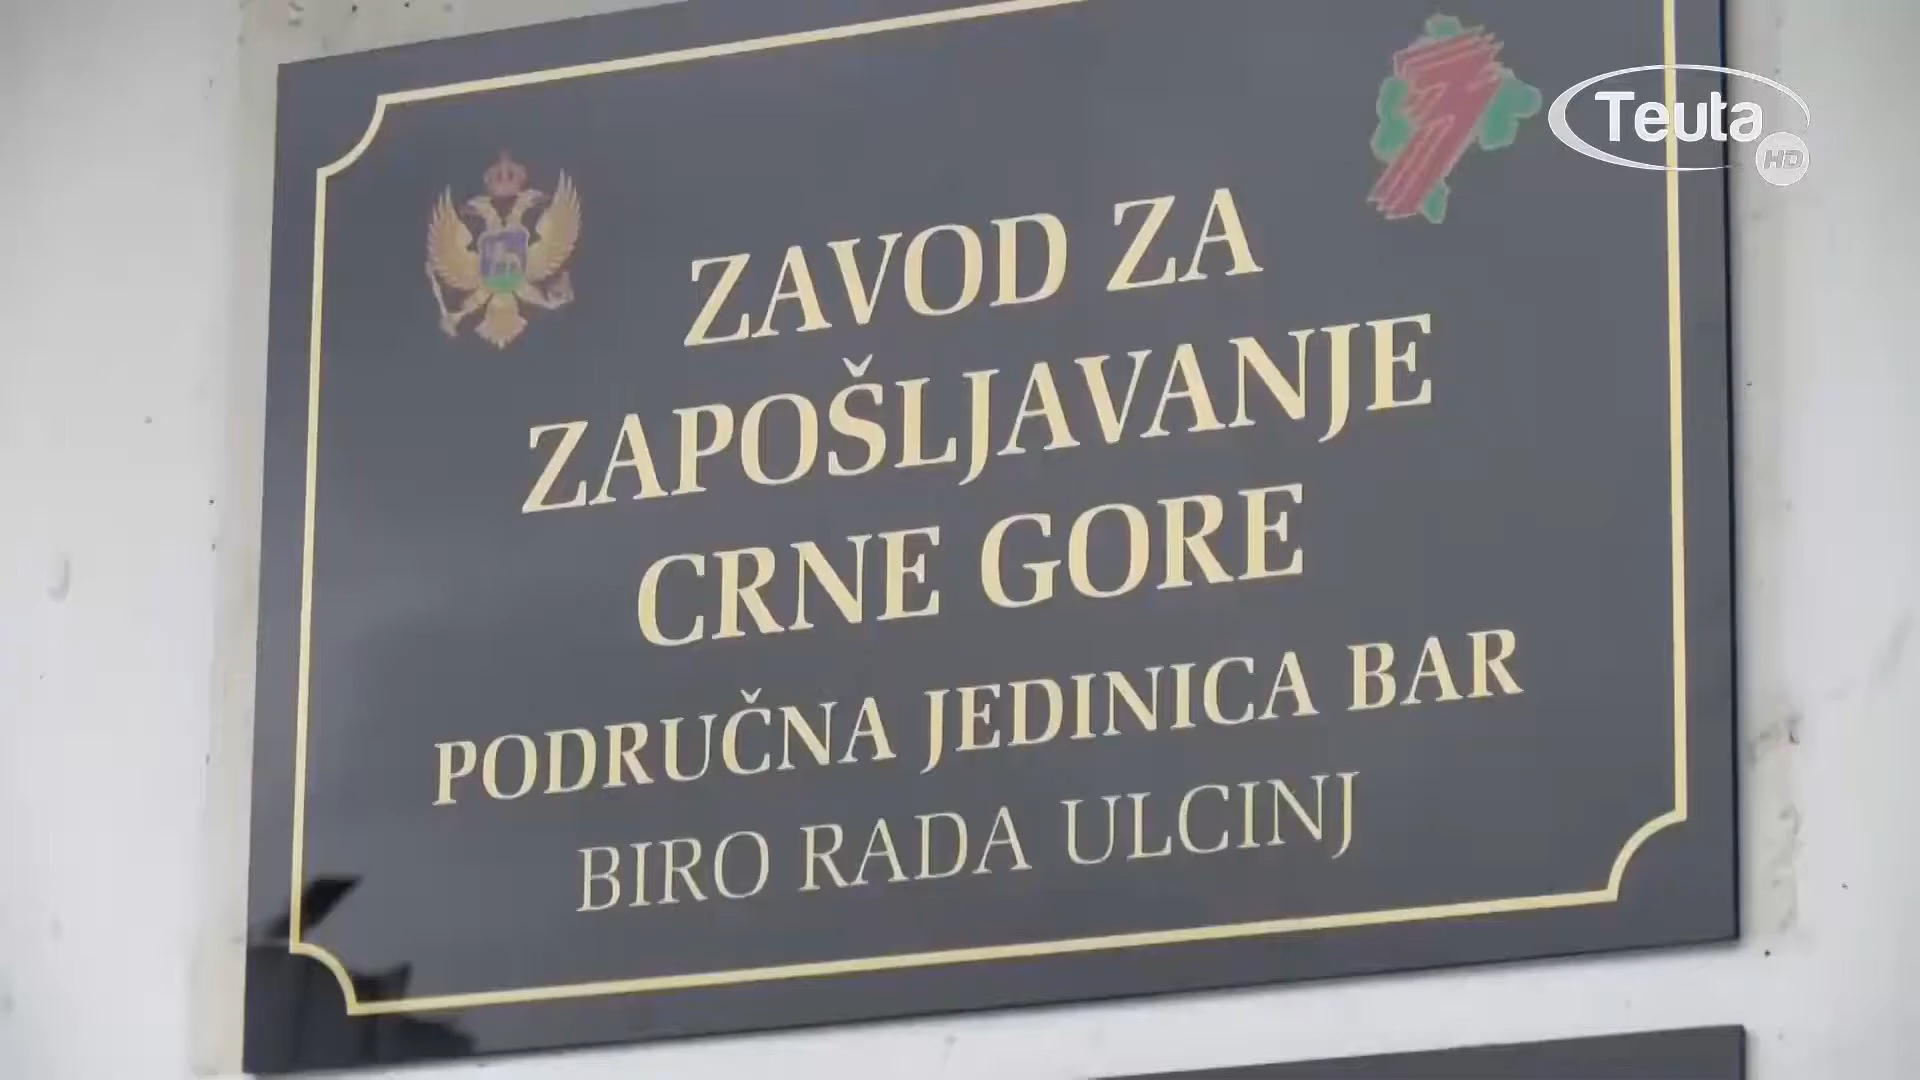 Teuta
HD
ZAVOD ZA
ZAPOŠLJAVANJE
CRNE GORE
PODRUČNA JEDINICA BAR
BIRO RADA ULCINJ